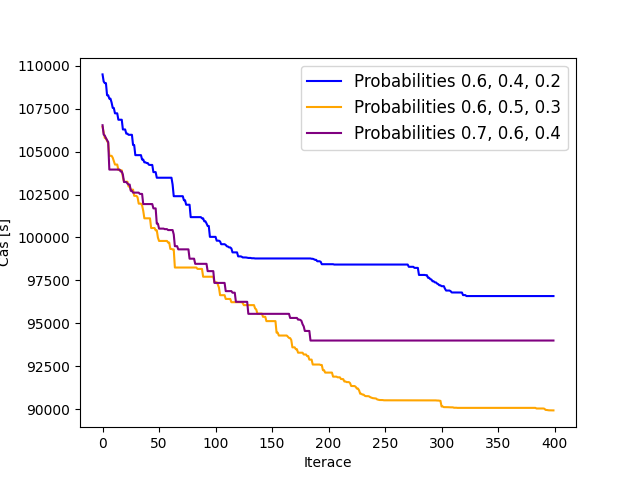 110000
107500
105000
102500
100000
97500
95000
92500
90000
Cas [s]
Probabilities 0.6, 0.4, 0.2
Probabilities 0.6, 0.5, 0.3
Probabilities 0.7, 0.6, 0.4
0 50 100 150 200 250 300 350 400
Iterace